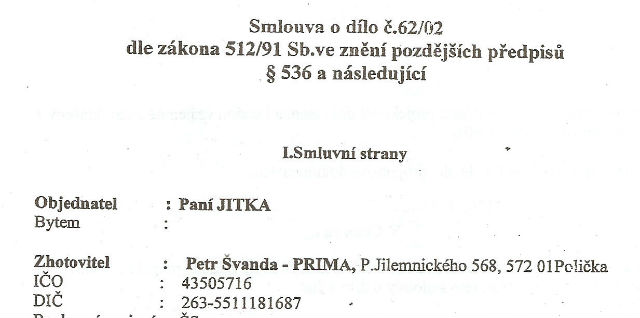 Smlouva o dílo č.62/02
dle zákona 512/91 Sb.ve znění pozdějších předpisů
§ 536 a následující
I.Smluvní strany
Objednatel : Paní JITKA
Bytem :
Zhotovitel : Petr Švanda - PRIMA, P.Jilemnického 568, 572 01Polička
IČO : 43505716
DIČ : 263-5511181687